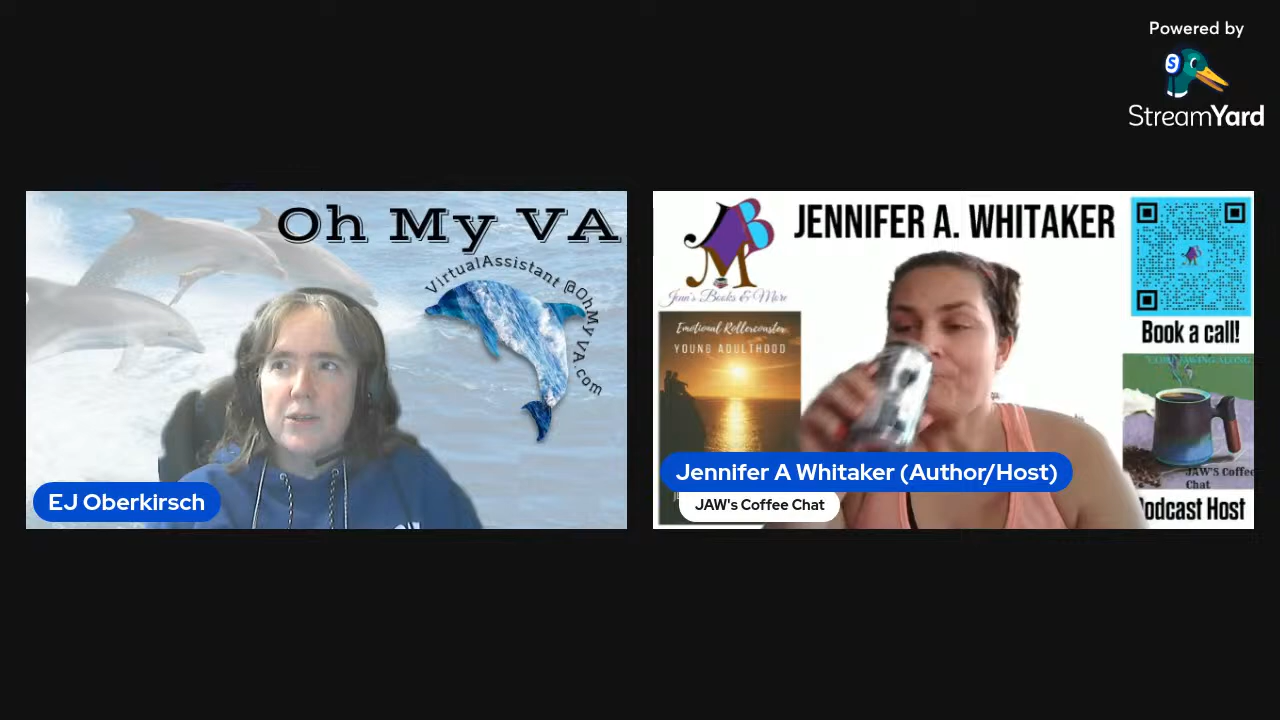 Powered by
S
StreamYard
Oh My VA
VirtualAssistant @OhMyVA.com
EJ Oberkirsch
JENNIFER A. WHITAKER
JBM
Jenn's Books & More
Emotional Rollercoaster
YOUNG ADULTHOOD
Book a call!
JAW'S Coffee
Chat
Podcast Host
Jennifer A Whitaker (Author/Host)
JAW's Coffee Chat